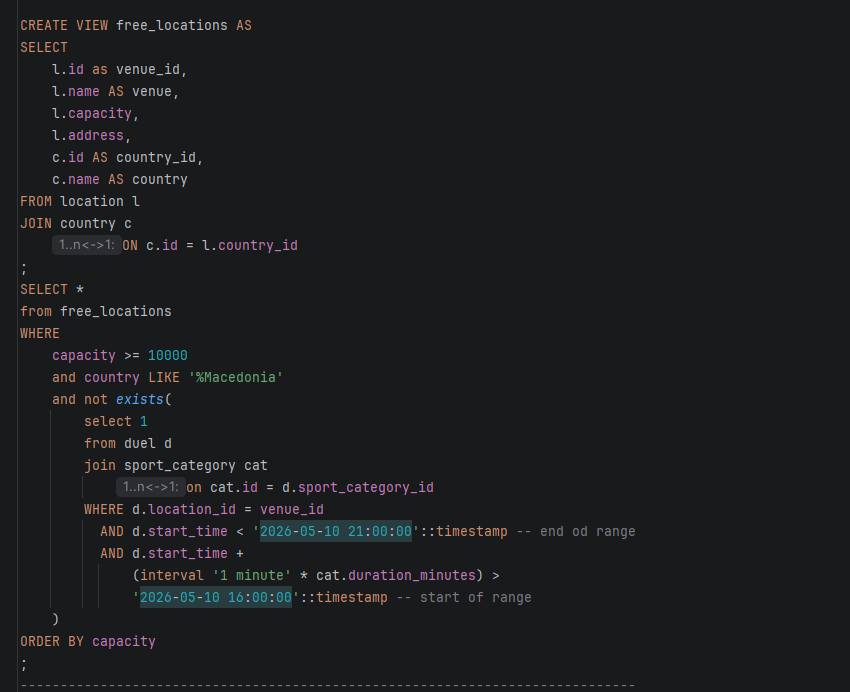 CREATE VIEW free_locations AS
SELECT
    l.id as venue_id,
    l.name AS venue,
    l.capacity,
    l.address,
    c.id AS country_id,
    c.name AS country
FROM location l
JOIN country c
    1..n<->1: ON c.id = l.country_id
;
SELECT *
from free_locations
WHERE
    capacity >= 10000
    and country LIKE '%Macedonia'
    and not exists(
        select 1
        from duel d
        join sport_category cat
            1..n<->1: on cat.id = d.sport_category_id
        WHERE d.location_id = venue_id
          AND d.start_time < '2026-05-10 21:00:00'::timestamp -- end od range
          AND d.start_time +
              (interval '1 minute' * cat.duration_minutes) >
              '2026-05-10 16:00:00'::timestamp -- start of range
    )
ORDER BY capacity
;
-----------------------------------------------------------------------------